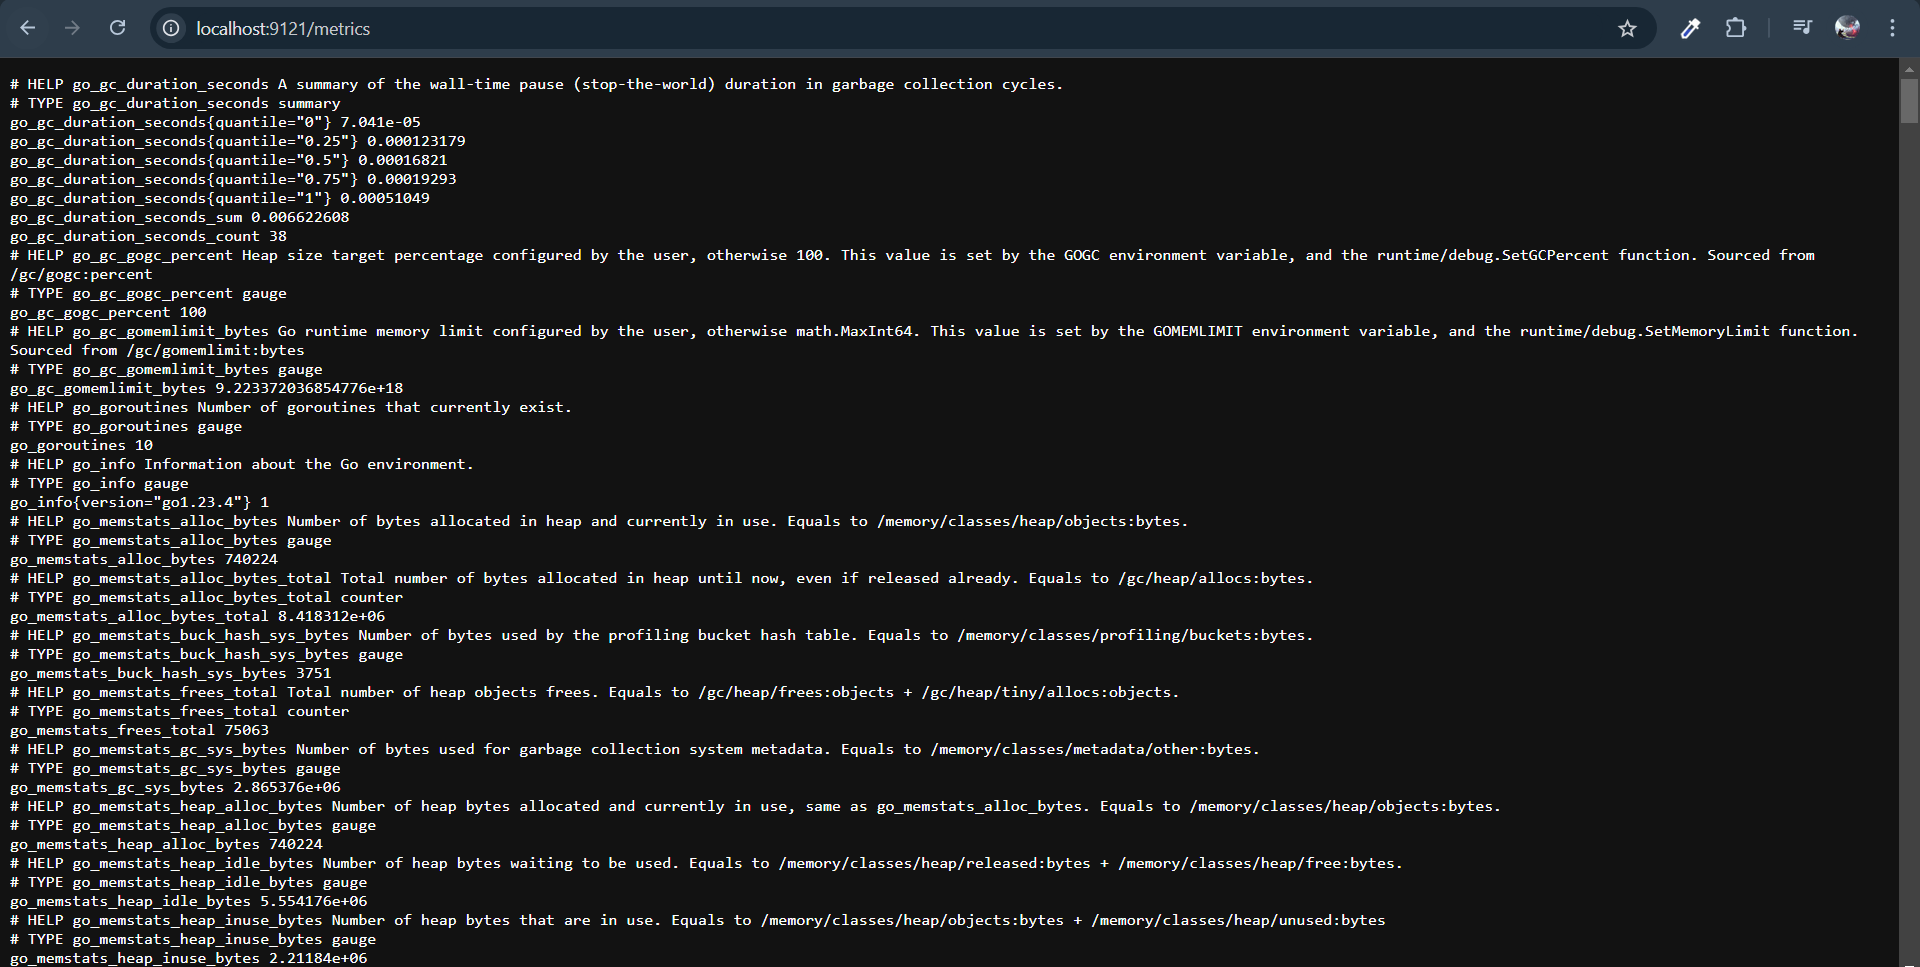 localhost:9121/metrics
# HELP go_gc_duration_seconds A summary of the wall-time pause (stop-the-world) duration in garbage collection cycles.
# TYPE go_gc_duration_seconds summary
go_gc_duration_seconds{quantile="0"} 7.041e-05
go_gc_duration_seconds{quantile="0.25"} 0.000123179
go_gc_duration_seconds{quantile="0.5"} 0.00016821
go_gc_duration_seconds{quantile="0.75"} 0.00019293
go_gc_duration_seconds{quantile="1"} 0.00051049
go_gc_duration_seconds_sum 0.006622608
go_gc_duration_seconds_count 38
# HELP go_gc_gogc_percent Heap size target percentage configured by the user, otherwise 100. This value is set by the GOGC environment variable, and the runtime/debug.SetGCPercent function. Sourced from
/gc/gogc:percent
# TYPE go_gc_gogc_percent gauge
go_gc_gogc_percent 100
# HELP go_gc_gomemlimit_bytes Go runtime memory limit configured by the user, otherwise math.MaxInt64. This value is set by the GOMEMLIMIT environment variable, and the runtime/debug.SetMemoryLimit function.
Sourced from /gc/gomemlimit:bytes
# TYPE go_gc_gomemlimit_bytes gauge
go_gc_gomemlimit_bytes 9.223372036854776e+18
# HELP go_goroutines Number of goroutines that currently exist.
# TYPE go_goroutines gauge
go_goroutines 10
# HELP go_info Information about the Go environment.
# TYPE go_info gauge
go_info{version="go1.23.4"} 1
# HELP go_memstats_alloc_bytes Number of bytes allocated in heap and currently in use. Equals to /memory/classes/heap/objects:bytes.
# TYPE go_memstats_alloc_bytes gauge
go_memstats_alloc_bytes 740224
# HELP go_memstats_alloc_bytes_total Total number of bytes allocated in heap until now, even if released already. Equals to /gc/heap/allocs:bytes.
# TYPE go_memstats_alloc_bytes_total counter
go_memstats_alloc_bytes_total 8.418312e+06
# HELP go_memstats_buck_hash_sys_bytes Number of bytes used by the profiling bucket hash table. Equals to /memory/classes/profiling/buckets:bytes.
# TYPE go_memstats_buck_hash_sys_bytes gauge
go_memstats_buck_hash_sys_bytes 3751
# HELP go_memstats_frees_total Total number of heap objects frees. Equals to /gc/heap/frees:objects + /gc/heap/tiny/allocs:objects.
# TYPE go_memstats_frees_total counter
go_memstats_frees_total 75063
# HELP go_memstats_gc_sys_bytes Number of bytes used for garbage collection system metadata. Equals to /memory/classes/metadata/other:bytes.
# TYPE go_memstats_gc_sys_bytes gauge
go_memstats_gc_sys_bytes 2.865376e+06
# HELP go_memstats_heap_alloc_bytes Number of heap bytes allocated and currently in use, same as go_memstats_alloc_bytes. Equals to /memory/classes/heap/objects:bytes.
# TYPE go_memstats_heap_alloc_bytes gauge
go_memstats_heap_alloc_bytes 740224
# HELP go_memstats_heap_idle_bytes Number of heap bytes waiting to be used. Equals to /memory/classes/heap/released:bytes + /memory/classes/heap/free:bytes.
# TYPE go_memstats_heap_idle_bytes gauge
go_memstats_heap_idle_bytes 5.554176e+06
# HELP go_memstats_heap_inuse_bytes Number of heap bytes that are in use. Equals to /memory/classes/heap/objects:bytes + /memory/classes/heap/unused:bytes
# TYPE go_memstats_heap_inuse_bytes gauge
go_memstats_heap_inuse_bytes 2.21184e+06